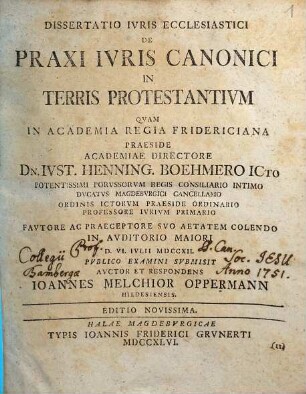 1
DISSERTATIO IVRIS ECCLESIASTICI
DE
PRAXI IVRIS CANONICI
IN
TERRIS PROTESTANTIVM
QVAM
IN ACADEMIA REGIA FRIDERICIANA
PRAESIDE
ACADEMIAE DIRECTORE
DN. IVST. HENNING. BOEHMERO ICTO
POTENTISSIMI PORVSSORVM REGIS CONSILIARIO INTIMO
DVCATVS MAGDEBVRGICI CANCELLARIO
ORDINIS ICTORVM PRAESIDE ORDINARIO
PROFESSORE IVRIVM PRIMARIO
FAVTORE AC PRAECEPTORE SVO AETATEM COLENDO
IN AVDITORIO MAIORI
D. VI. IVLII MDCCXII
PVBLICO EXAMINI SVBMISIT
AVCTOR ET RESPONDENS
IOANNES MELCHIOR OPPERMANN
HILDESIENSIS.
Collegii Prof. J. Can. Soc. JESU
Bambergæ Anno 1751.
EDITIO NOVISSIMA.
HALAE MAGDEBVRGICAE
TYPIS IOANNIS FRIDERICI GRVNERTI
MDCCXLVI.